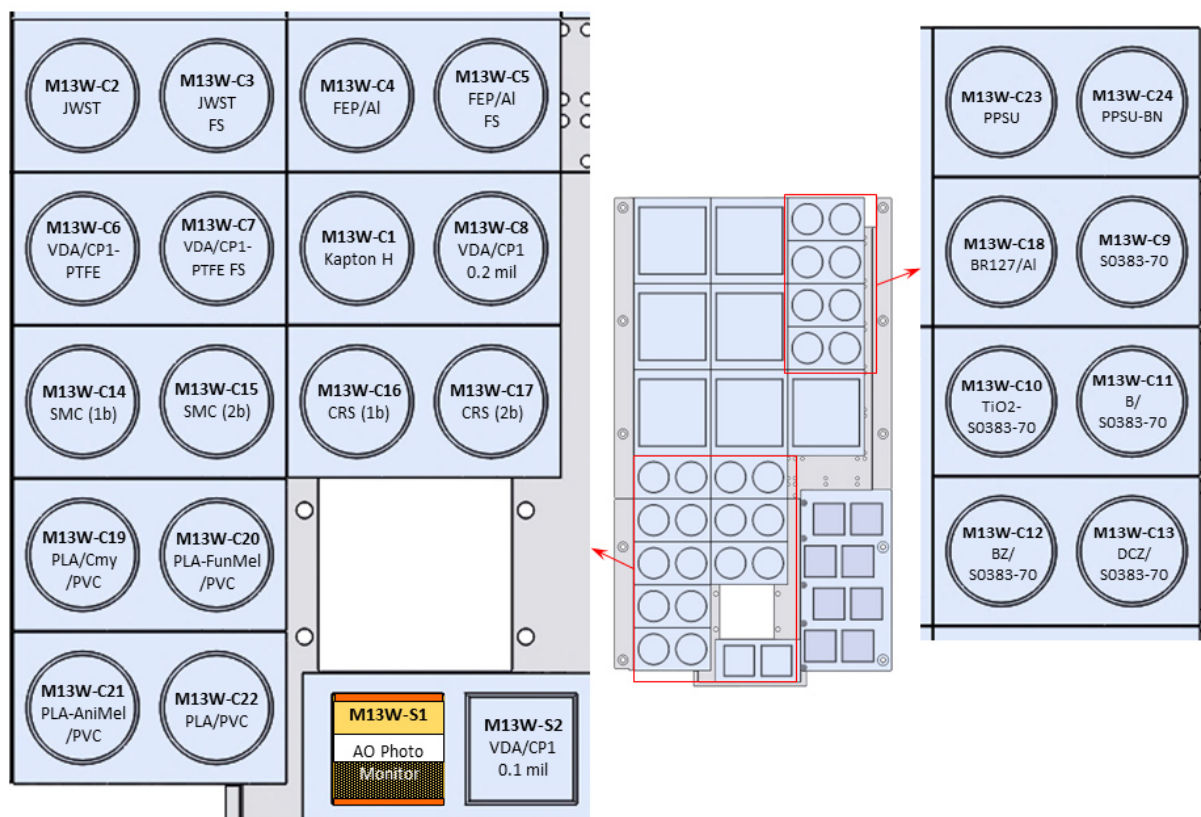 M13W-C2
JWST
M13W-C3
JWST
FS
M13W-C4
FEP/Al
M13W-C5
FEP/Al
FS
M13W-C6
VDA/CP1-
PTFE
M13W-C7
VDA/CP1-
PTFE FS
M13W-C1
Kapton H
M13W-C8
VDA/CP1
0.2 mil
M13W-C14
SMC (1b)
M13W-C15
SMC (2b)
M13W-C16
CRS (1b)
M13W-C17
CRS (2b)
M13W-C19
PLA/Cmy
/PVC
M13W-C20
PLA-FunMel
/PVC
M13W-C21
PLA-AniMel
/PVC
M13W-C22
PLA/PVC
M13W-S1
AO Photo
Monitor
M13W-S2
VDA/CP1
0.1 mil
M13W-C23
PPSU
M13W-C24
PPSU-BN
M13W-C18
BR127/Al
M13W-C9
S0383-70
M13W-C10
TiO2-
S0383-70
M13W-C11
B/
S0383-70
M13W-C12
BZ/
S0383-70
M13W-C13
DCZ/
S0383-70